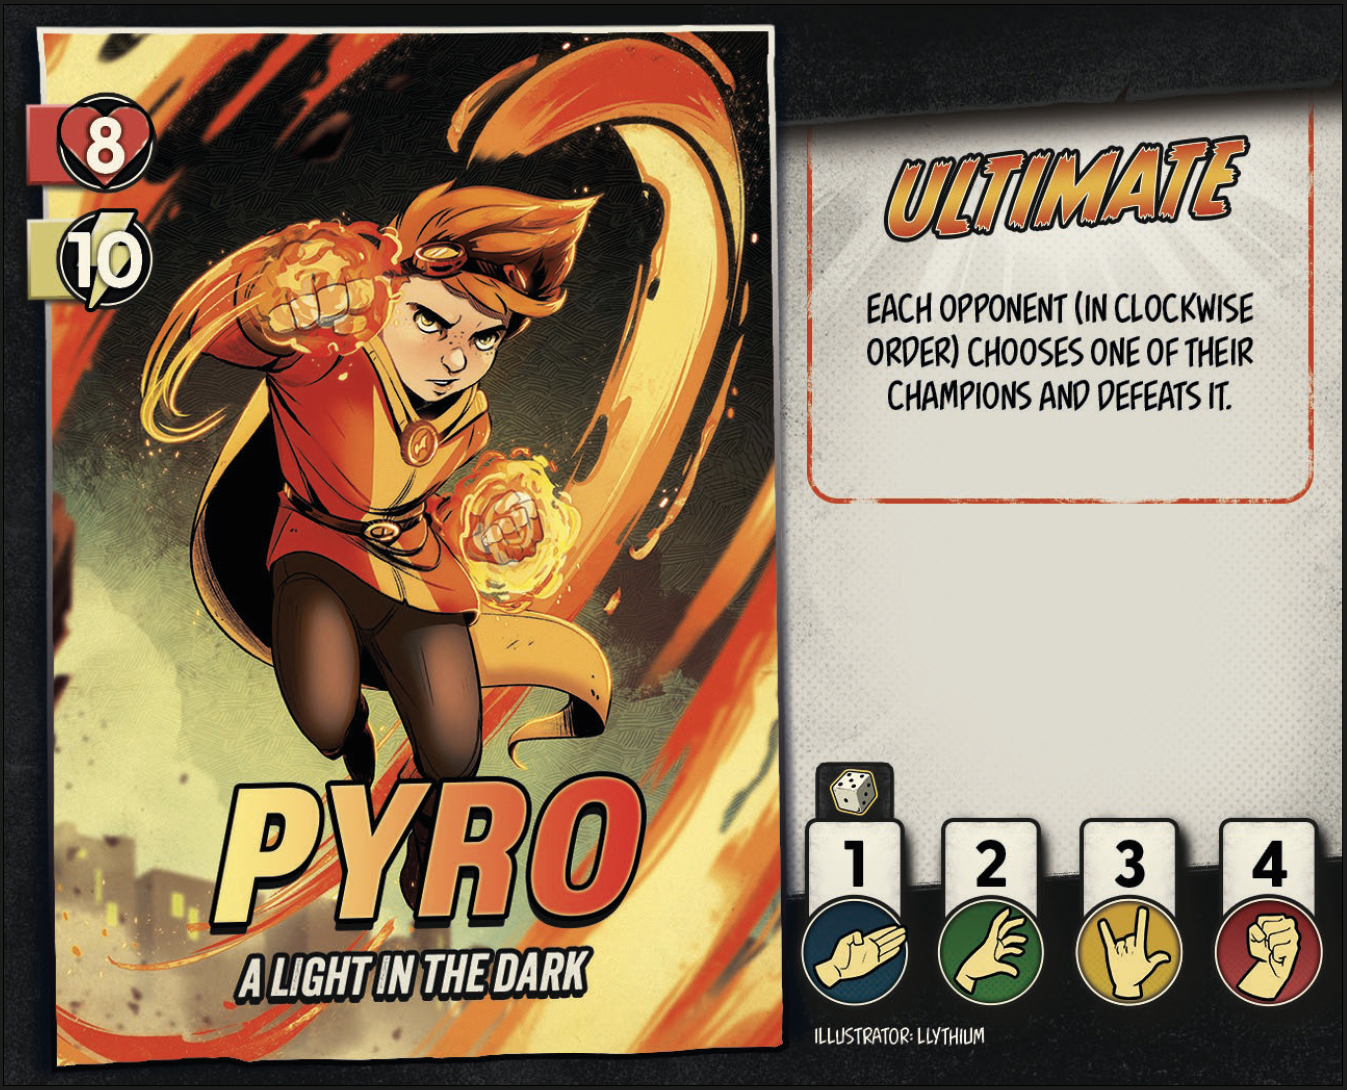 8
10
PYRO
A LIGHT IN THE DARK
ULTIMATE
EACH OPPONENT (IN CLOCKWISE
ORDER) CHOOSES ONE OF THEIR
CHAMPIONS AND DEFEATS IT.
1 2 3 4
ILLUSTRATOR: LLYTHIUM